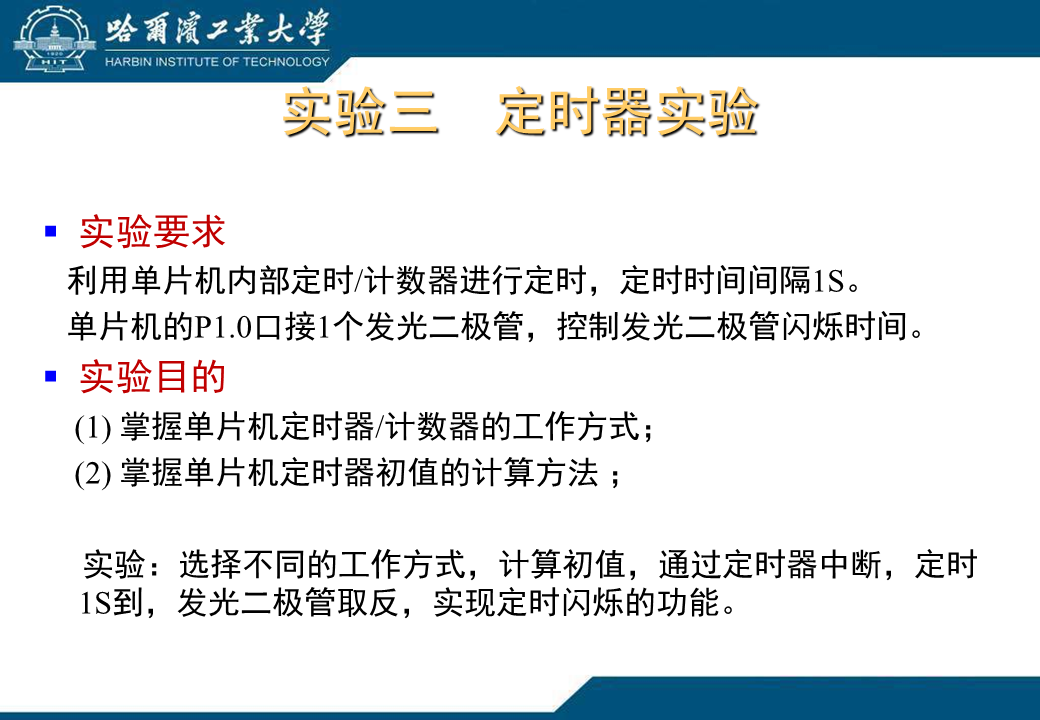 哈爾濱工業大學
HARBIN INSTITUTE OF TECHNOLOGY
HIT
1920
实验三 定时器实验
实验要求
利用单片机内部定时/计数器进行定时，定时时间间隔1S。
单片机的P1.0口接1个发光二极管，控制发光二极管闪烁时间。
实验目的
(1) 掌握单片机定时器/计数器的工作方式；
(2) 掌握单片机定时器初值的计算方法 ；
实验：选择不同的工作方式，计算初值，通过定时器中断，定时
1S到，发光二极管取反，实现定时闪烁的功能。